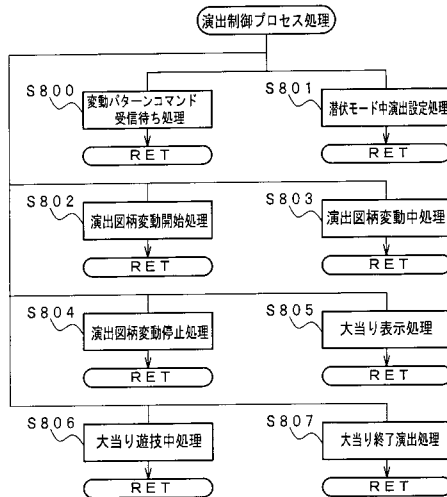 演出制御プロセス処理
S800
変動パターンコマンド
受信待ち処理
RET
S801
潜伏モード中演出設定処理
RET
S802
演出図柄変動開始処理
RET
S803
演出図柄変動中処理
RET
S804
演出図柄変動停止処理
RET
S805
大当り表示処理
RET
S806
大当り遊技中処理
RET
S807
大当り終了演出処理
RET